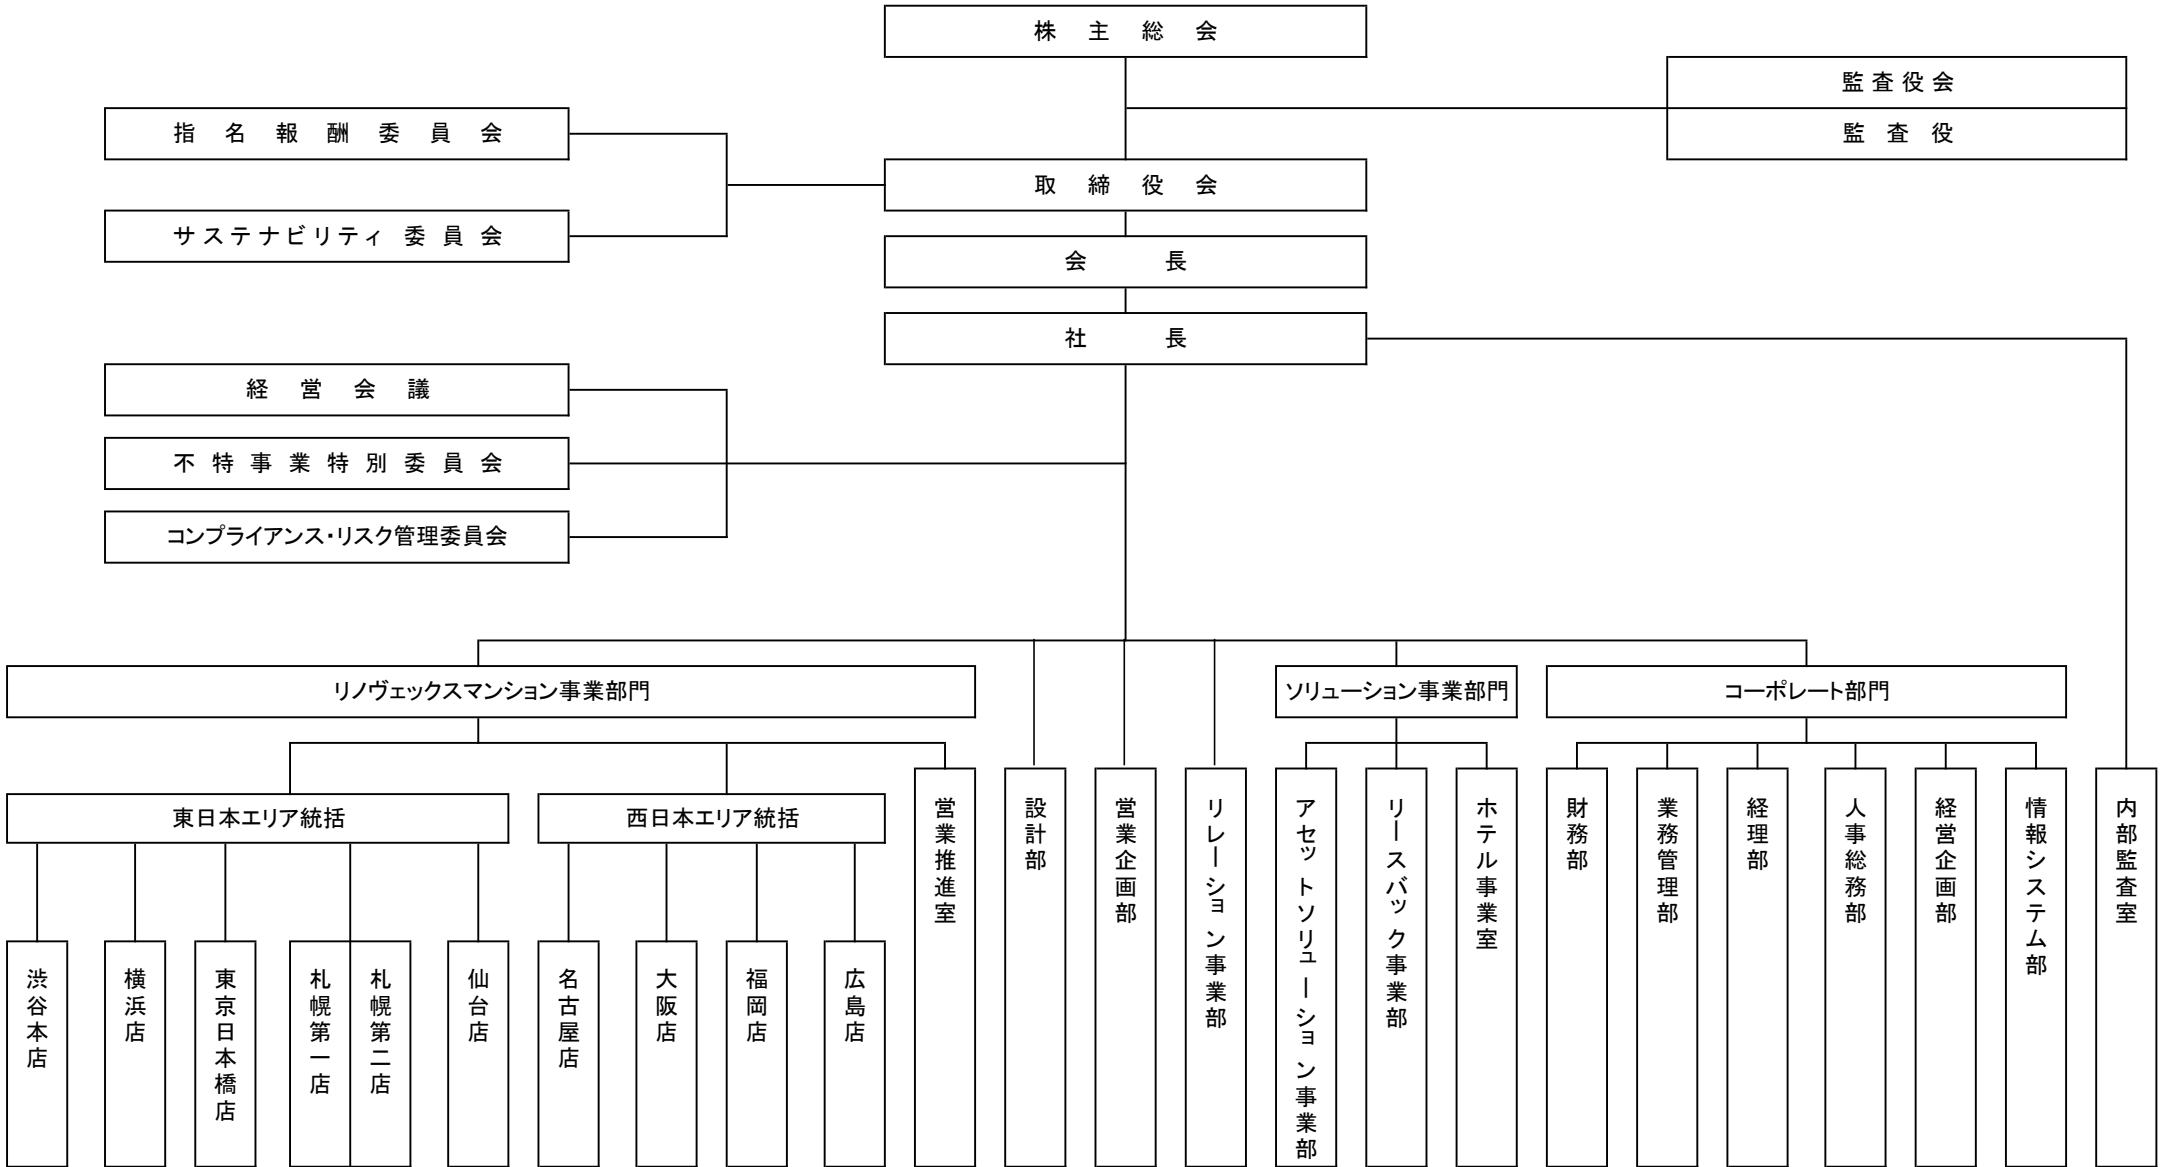 株主総会
監査役会
監査役
指名報酬委員会
取締役会
サステナビリティ委員会
会長
社長
経営会議
不特事業特別委員会
コンプライアンス・リスク管理委員会
リノヴェックスマンション事業部門
ソリューション事業部門
コーポレート部門
東日本エリア統括
西日本エリア統括
営業推進室
設計部
営業企画部
リレーション事業部
アセットソリューション事業部
リースバック事業部
ホテル事業室
財務部
業務管理部
経理部
人事総務部
経営企画部
情報システム部
内部監査室
渋谷本店
横浜店
東京日本橋店
札幌第一店
札幌第二店
仙台店
名古屋店
大阪店
福岡店
広島店